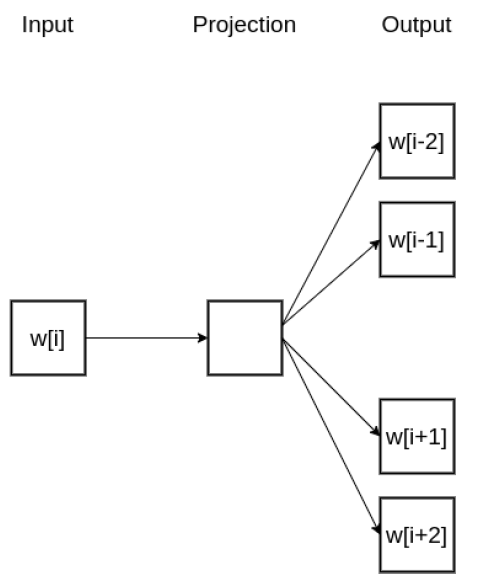 Input Projection Output
w[i-2]
w[i-1]
w[i]
w[i+1]
w[i+2]